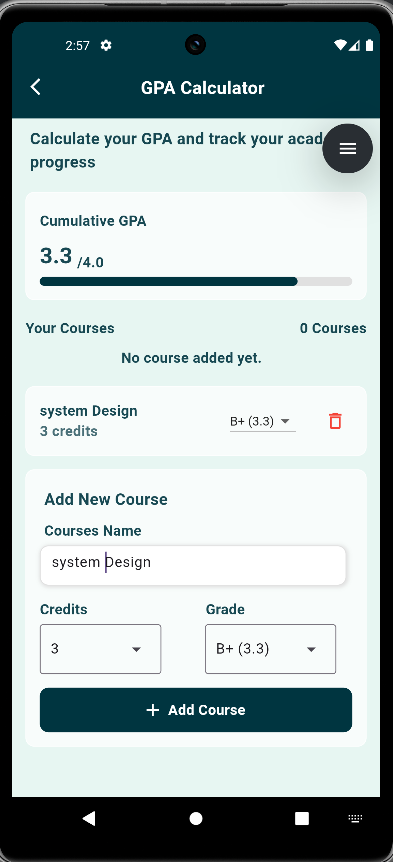 2:57
GPA Calculator
Calculate your GPA and track your acad
progress
Cumulative GPA
3.3 /4.0
Your Courses 0 Courses
No course added yet.
system Design
3 credits
B+ (3.3)
Add New Course
Courses Name
system Design
Credits Grade
3 B+ (3.3)
+ Add Course